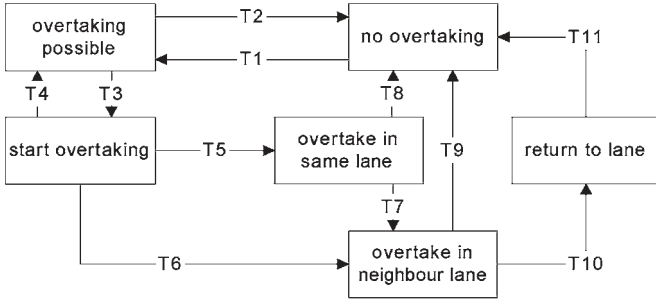 overtaking
possible
T2
no overtaking
T1
T11
T4
T3
T8
start overtaking
T5
overtake in
same lane
T9
return to lane
T7
T6
overtake in
neighbour lane
T10